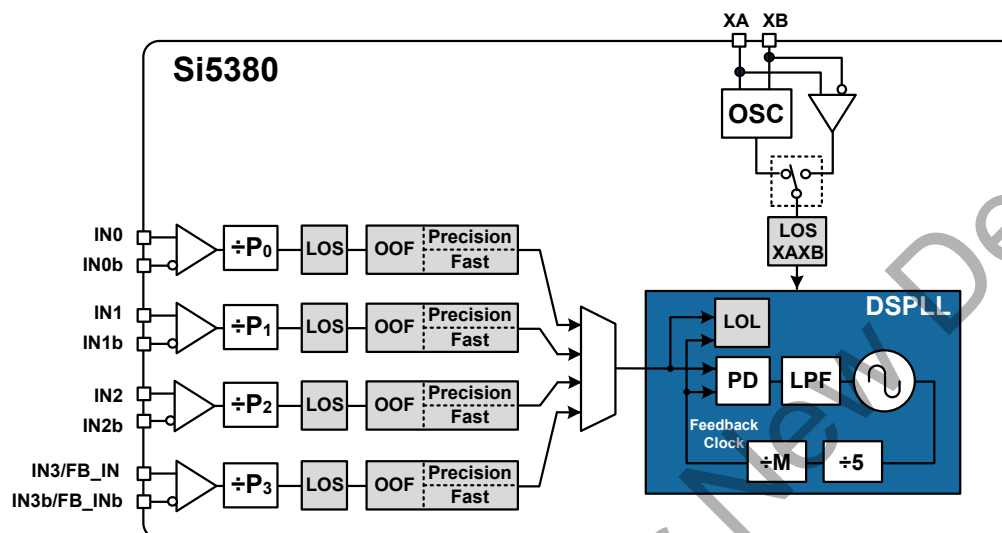 XA XB
Si5380
OSC
LOS
XAXB
IN0
IN0b
÷P0
LOS
OOF
Precision
Fast
IN1
IN1b
÷P1
LOS
OOF
Precision
Fast
IN2
IN2b
÷P2
LOS
OOF
Precision
Fast
IN3/FB_IN
IN3b/FB_INb
÷P3
LOS
OOF
Precision
Fast
DSPLL
LOL
PD
LPF
Feedback
Clock
÷M
÷5
New De